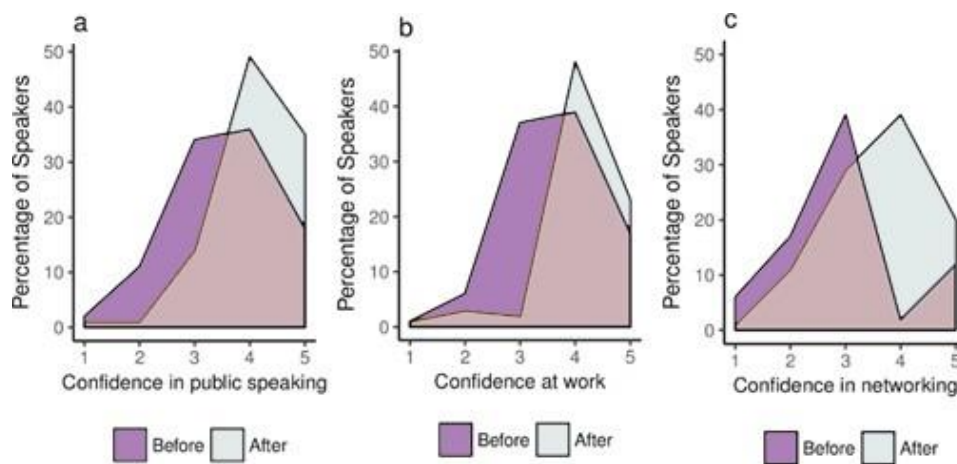 a
Percentage of Speakers
50
40
30
20
10
0
1 2 3 4 5
Confidence in public speaking
Before After
b
Percentage of Speakers
50
40
30
20
10
0
1 2 3 4 5
Confidence at work
Before After
c
Percentage of Speakers
50
40
30
20
10
0
1 2 3 4 5
Confidence in networking
Before After